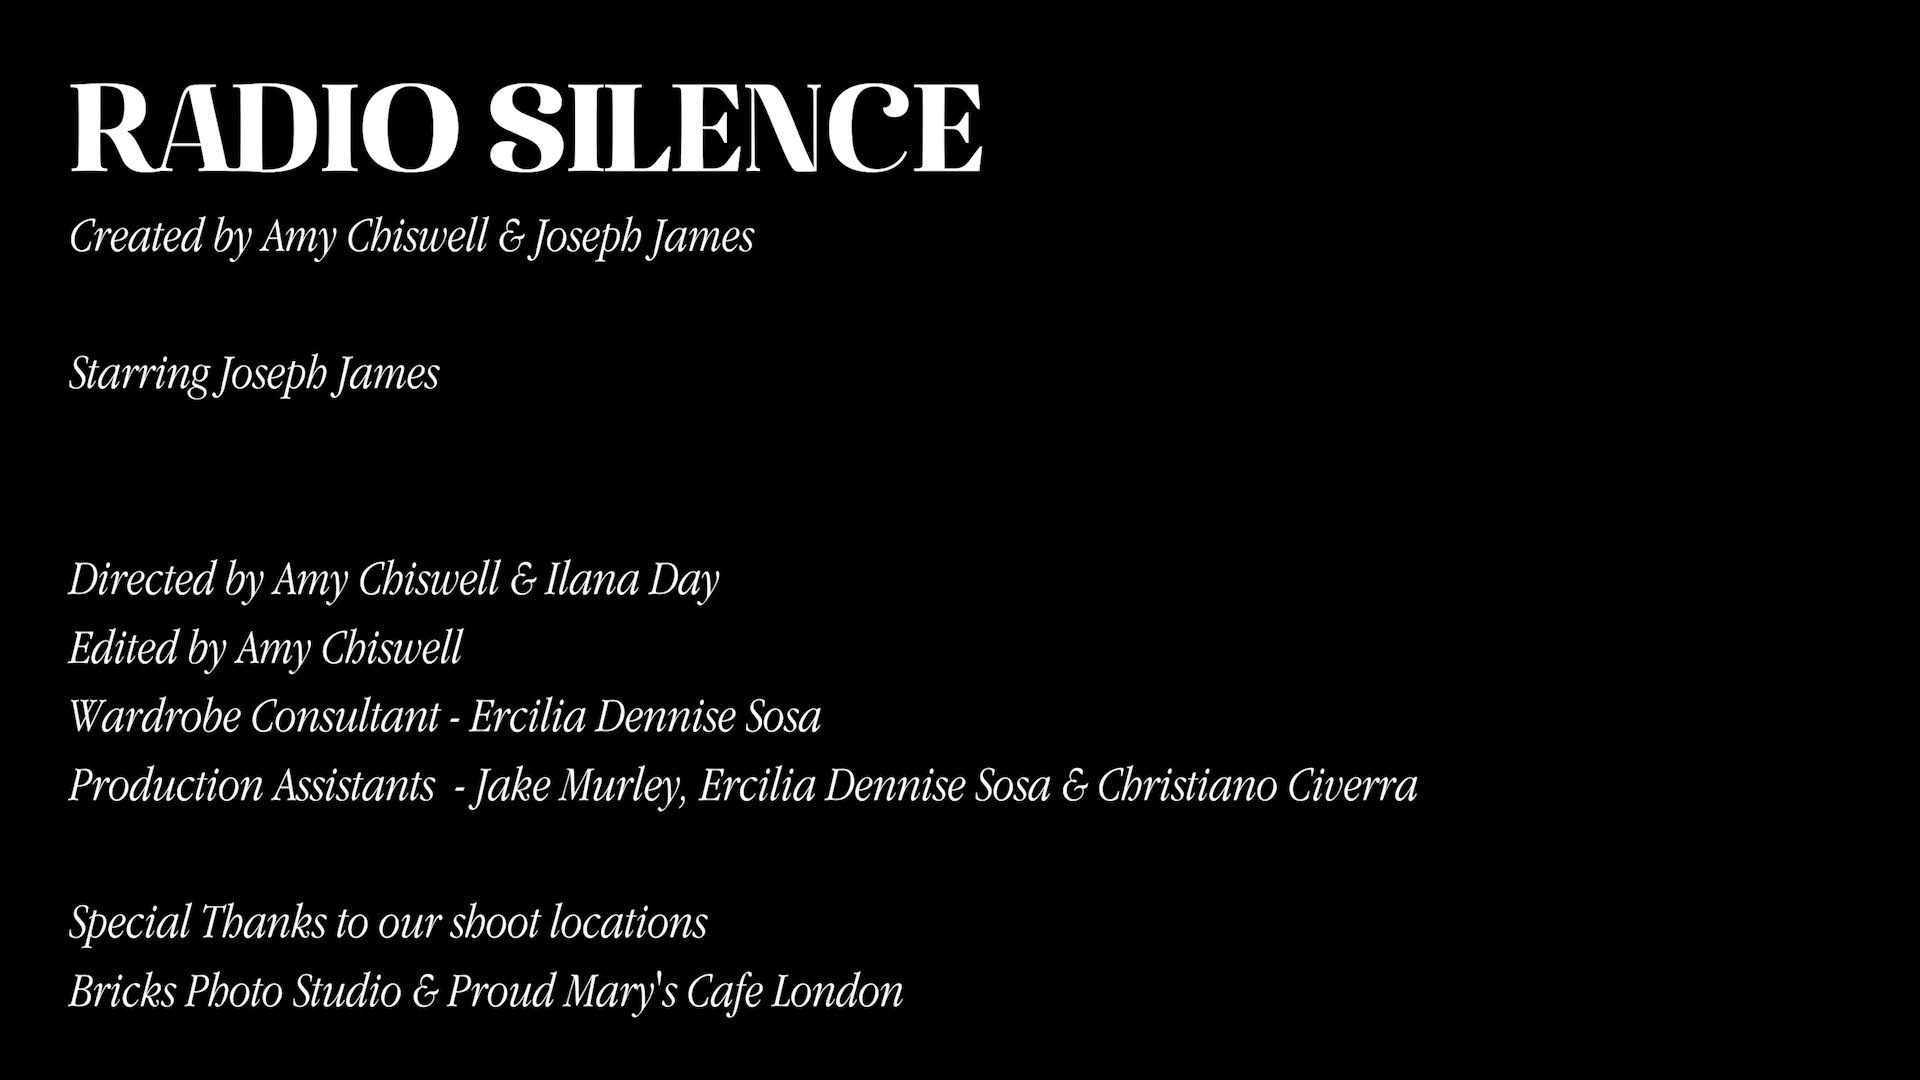 RADIO SILENCE
Created by Amy Chiswell & Joseph James
Starring Joseph James
Directed by Amy Chiswell & Ilana Day
Edited by Amy Chiswell
Wardrobe Consultant - Ercilia Dennise Sosa
Production Assistants  - Jake Murley, Ercilia Dennise Sosa & Christiano Civerra
Special Thanks to our shoot locations
Bricks Photo Studio & Proud Mary's Cafe London